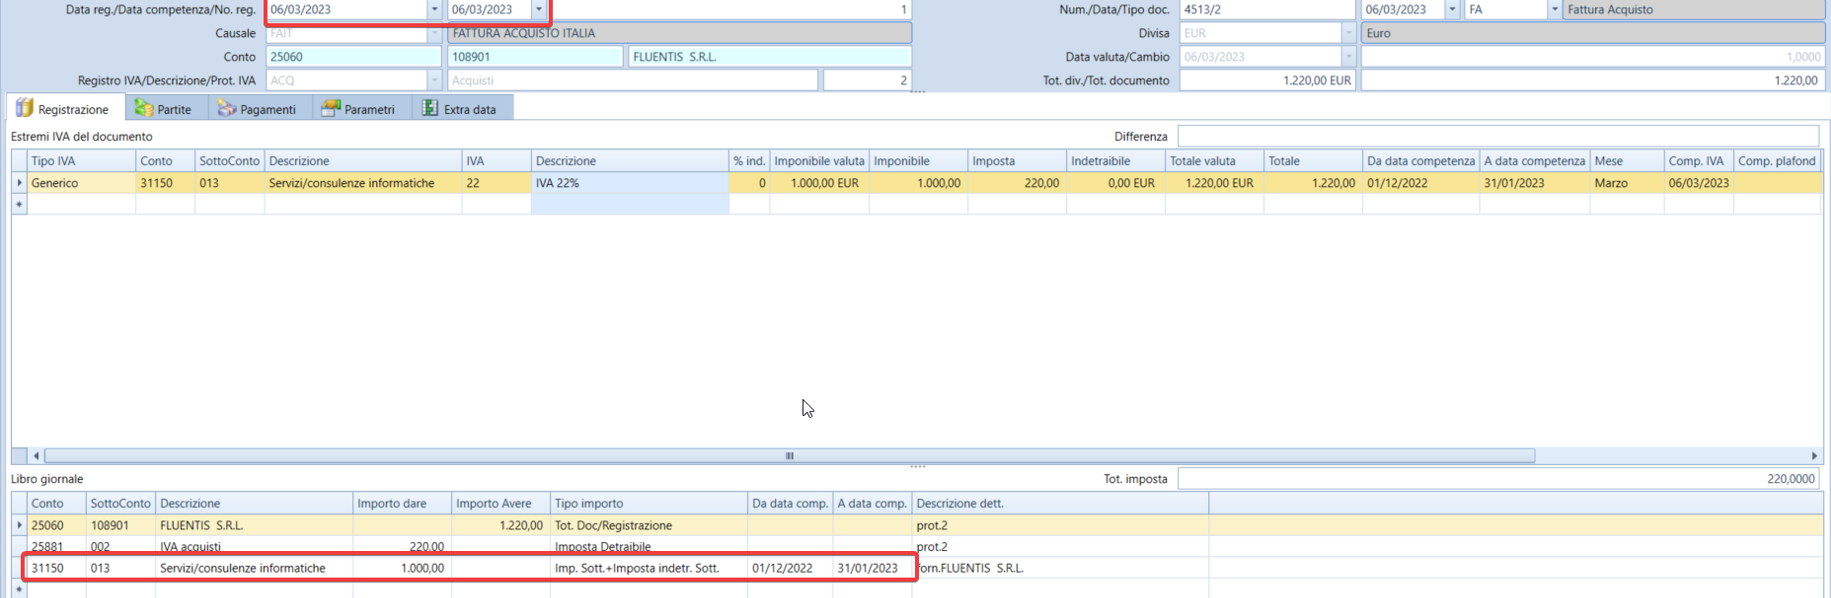 Data reg./Data competenza/No. reg. 06/03/2023 06/03/2023 1 Num./Data/Tipo doc. 4513/2 06/03/2023 FA Fattura Acquisto
Causale FAIT FATTURA ACQUISTO ITALIA Divisa EUR Euro
Conto 25060 108901 FLUENTIS S.R.L. Data valuta/Cambio 06/03/2023 1,0000
Registro IVA/Descrizione/Prot. IVA ACQ Acquisti 2 Tot. div./Tot. documento 1.220,00 EUR 1.220,00
Registrazione Partite Pagamenti Parametri Extra data
Estremi IVA del documento Differenza
Tipo IVA Conto SottoConto Descrizione IVA Descrizione % ind. Imponibile valuta Imponibile Imposta Indetraibile Totale valuta Totale Da data competenza A data competenza Mese Comp. IVA Comp. plafond
Generico 31150 013 Servizi/consulenze informatiche 22 IVA 22% 0 1.000,00 EUR 1.000,00 220,00 0,00 EUR 1.220,00 EUR 1.220,00 01/12/2022 31/01/2023 Marzo 06/03/2023
Libro giornale Tot. imposta 220,0000
Conto SottoConto Descrizione Importo dare Importo Avere Tipo importo Da data comp. A data comp. Descrizione dett.
25060 108901 FLUENTIS S.R.L. 1.220,00 Tot. Doc/Registrazione prot.2
25881 002 IVA acquisti 220,00 Imposta Detraibile prot.2
31150 013 Servizi/consulenze informatiche 1.000,00 Imp. Sott.+Imposta indetr. Sott. 01/12/2022 31/01/2023 forn.FLUENTIS S.R.L.